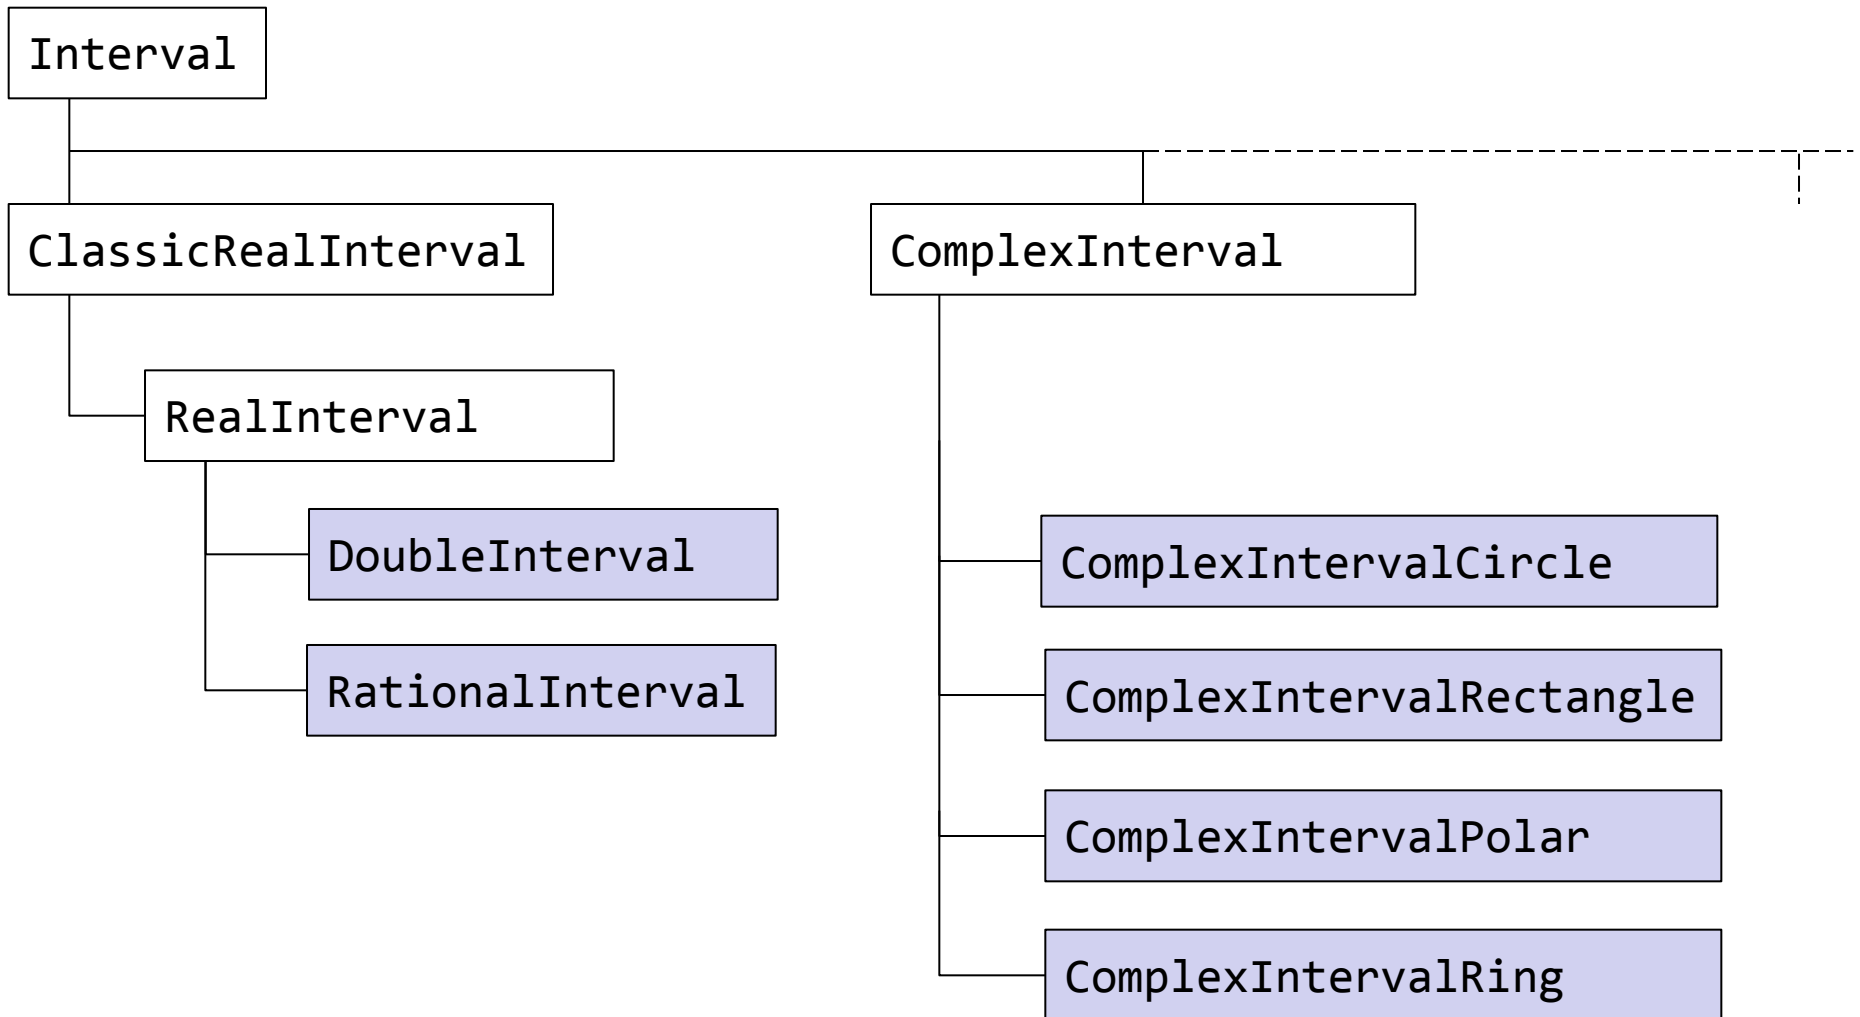 Interval
ClassicRealInterval
ComplexInterval
RealInterval
DoubleInterval
ComplexIntervalCircle
RationalInterval
ComplexIntervalRectangle
ComplexIntervalPolar
ComplexIntervalRing